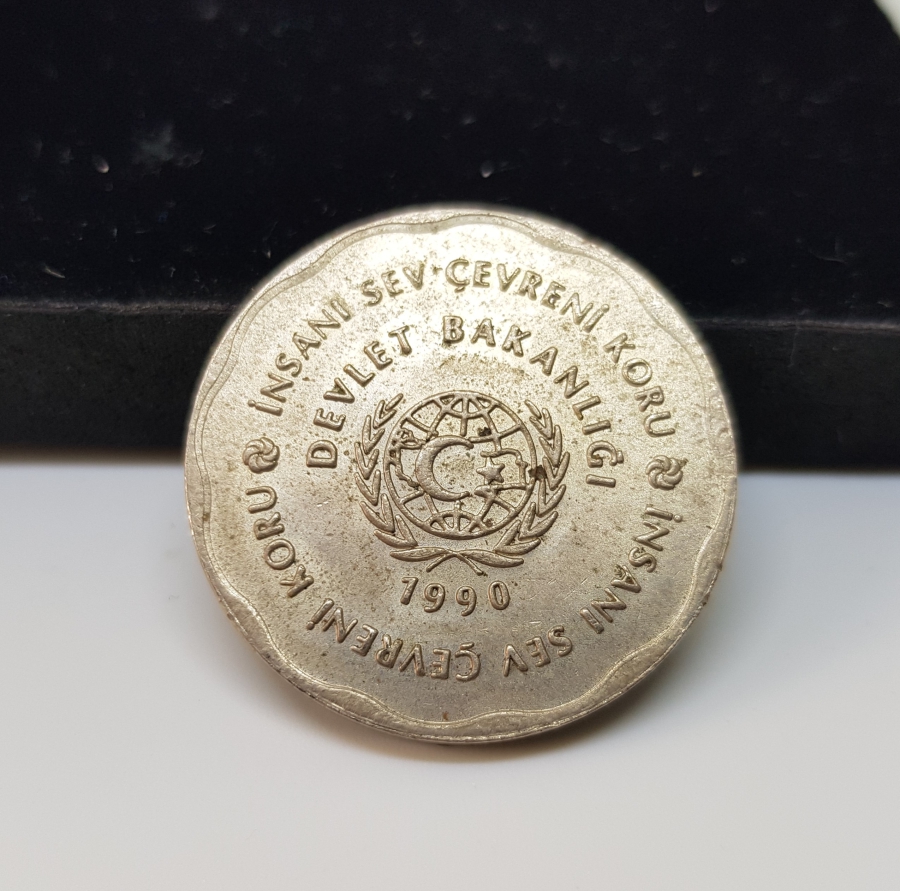 İNSANI SEV ÇEVRENİ KORU
DEVLET BAKANLIĞI
1990
İNSANI SEV ÇEVRENİ KORU